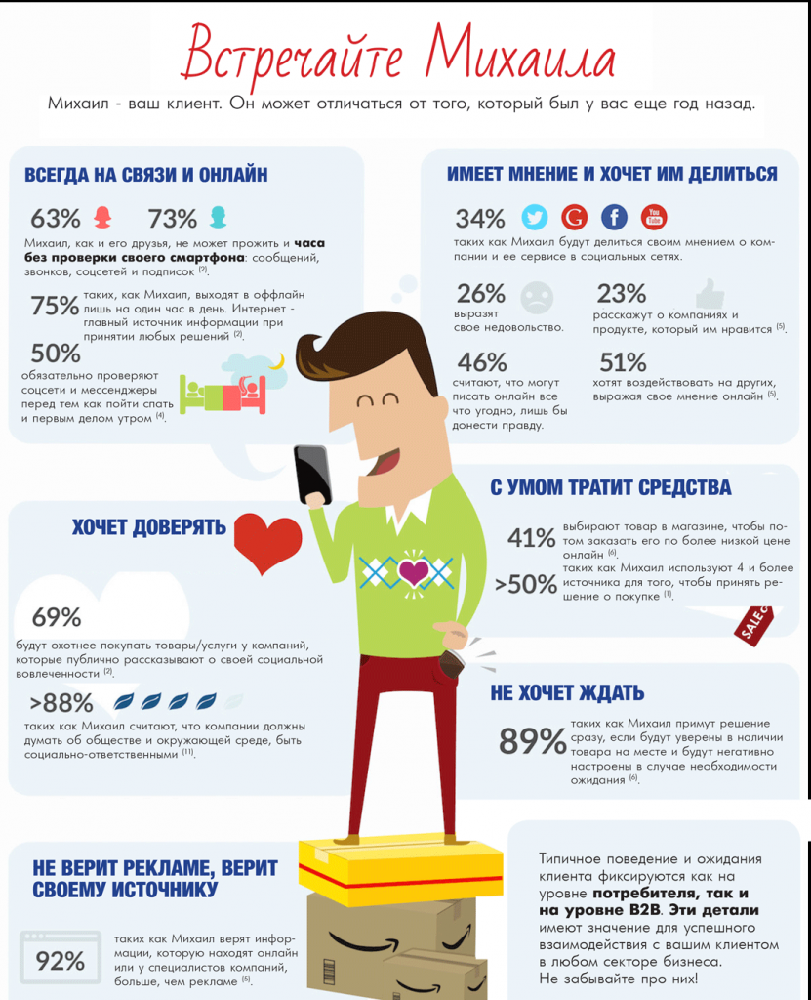 Встречайте Михаила
Михаил - ваш клиент. Он может отличаться от того, который был у вас еще год назад.
ВСЕГДА НА СВЯЗИ И ОНЛАЙН
63% 73%
Михаил, как и его друзья, не может прожить и часа
без проверки своего смартфона: сообщений,
звонков, соцсетей и подписок (2).
75%
таких, как Михаил, выходят в оффлайн
лишь на один час в день. Интернет -
главный источник информации при
принятии любых решений (2).
50%
обязательно проверяют
соцсети и мессенджеры
перед тем как пойти спать
и первым делом утром (4).
ИМЕЕТ МНЕНИЕ И ХОЧЕТ ИМ ДЕЛИТЬСЯ
34% G f You Tube
таких как Михаил будут делиться своим мнением о ком-
пании и ее сервисе в социальных сетях.
26%
выразят
свое недовольство.
23%
расскажут о компаниях и
продукте, который им нравится (5).
46%
считают, что могут
писать онлайн все
что угодно, лишь бы
донести правду.
51%
хотят воздействовать на других,
выражая свое мнение онлайн (5).
ХОЧЕТ ДОВЕРЯТЬ
69%
будут охотнее покупать товары/услуги у компаний,
которые публично рассказывают о своей социальной
вовлеченности (2).
>88%
таких как Михаил считают, что компании должны
думать об обществе и окружающей среде, быть
социально-ответственными (11).
С УМОМ ТРАТИТ СРЕДСТВА
41%
выбирают товар в магазине, чтобы по-
том заказать его по более низкой цене
онлайн (6).
>50%
таких как Михаил используют 4 и более
источника для того, чтобы принять ре-
шение о покупке (1).
SALE
НЕ ХОЧЕТ ЖДАТЬ
89%
таких как Михаил примут решение
сразу, если будут уверены в наличии
товара на месте и будут негативно
настроены в случае необходимости
ожидания (6).
НЕ ВЕРИТ РЕКЛАМЕ, ВЕРИТ
СВОЕМУ ИСТОЧНИКУ
92%
таких как Михаил верят инфор-
мации, которую находят онлайн
или у специалистов компаний,
больше, чем рекламе (5).
Типичное поведение и ожидания
клиента фиксируются как на
уровне потребителя, так и
на уровне B2B. Эти детали
имеют значение для успешного
взаимодействия с вашим клиентом
в любом секторе бизнеса.
Не забывайте про них!